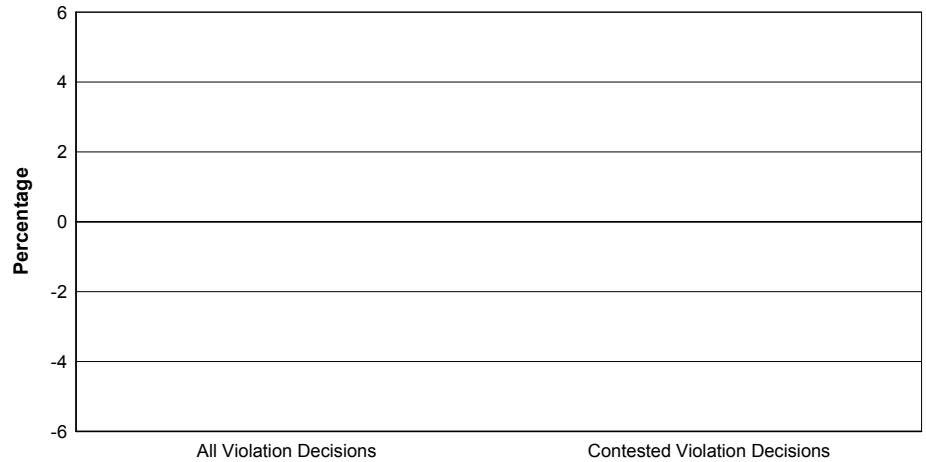 6
4
2
0
-2
-4
-6
Percentage
All Violation Decisions
Contested Violation Decisions